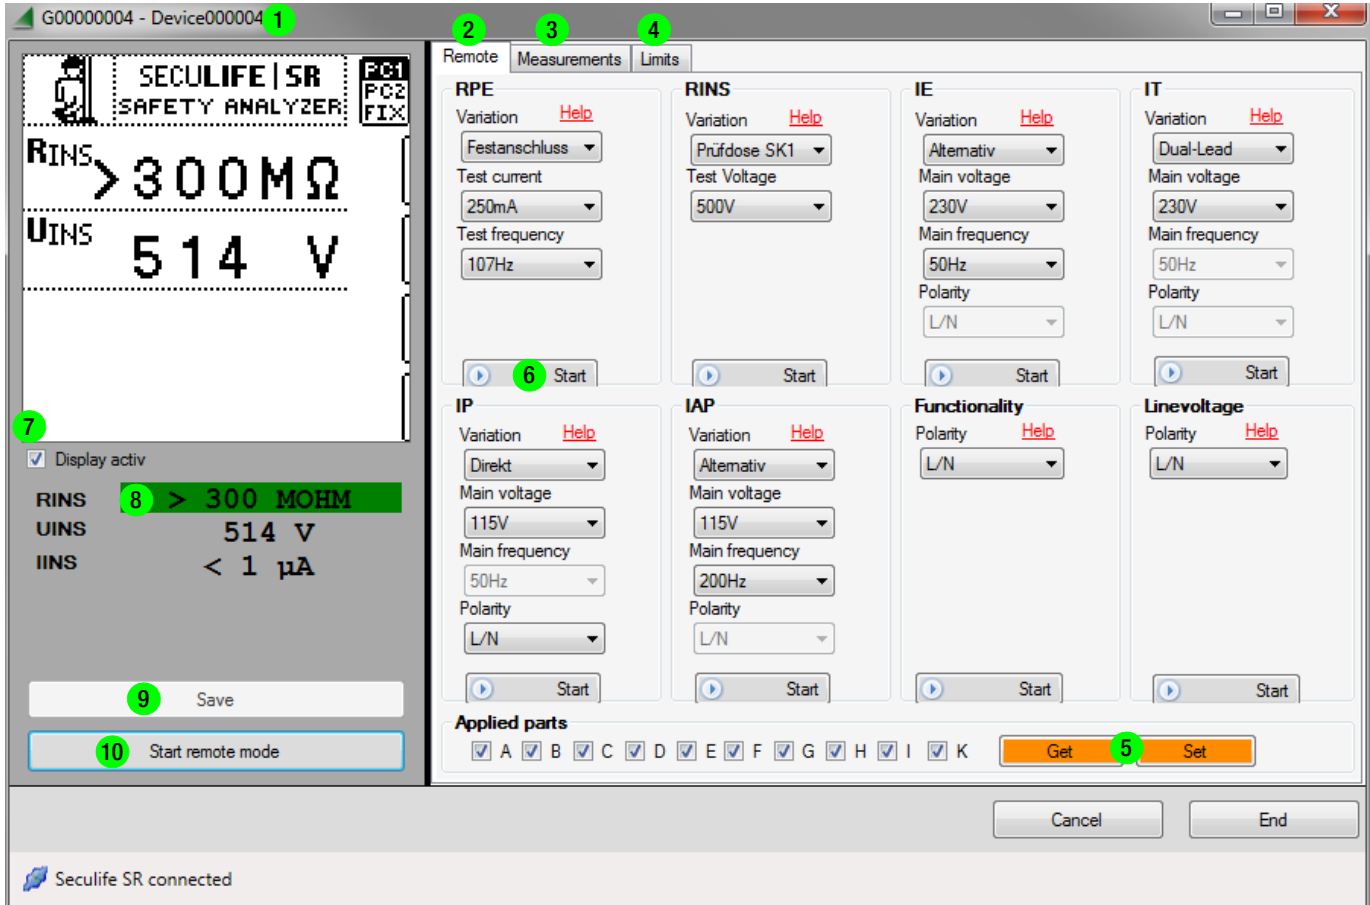 G00000004 - Device000004 1
2 3 4
Remote Measurements Limits
SECULIFE|SR
SAFETY ANALYZER
PC1
PC2
FIX
RINS >300MΩ
UINS 514 V
7
Display activ
RINS 8 > 300 MOHM
UINS 514 V
IINS < 1 µA
9 Save
10 Start remote mode
RPE
Variation Help
Festanschluss
Test current
250mA
Test frequency
107Hz
6 Start
RINS
Variation Help
Prüfdose SK1
Test Voltage
500V
Start
IE
Variation Help
Alternativ
Main voltage
230V
Main frequency
50Hz
Polarity
L/N
Start
IT
Variation Help
Dual-Lead
Main voltage
230V
Main frequency
50Hz
Polarity
L/N
Start
IP
Variation Help
Direkt
Main voltage
115V
Main frequency
50Hz
Polarity
L/N
Start
IAP
Variation Help
Alternativ
Main voltage
115V
Main frequency
200Hz
Polarity
L/N
Start
Functionality
Polarity Help
L/N
Start
Linevoltage
Polarity Help
L/N
Start
Applied parts
A B C D E F G H I K Get 5 Set
Cancel End
Seculife SR connected